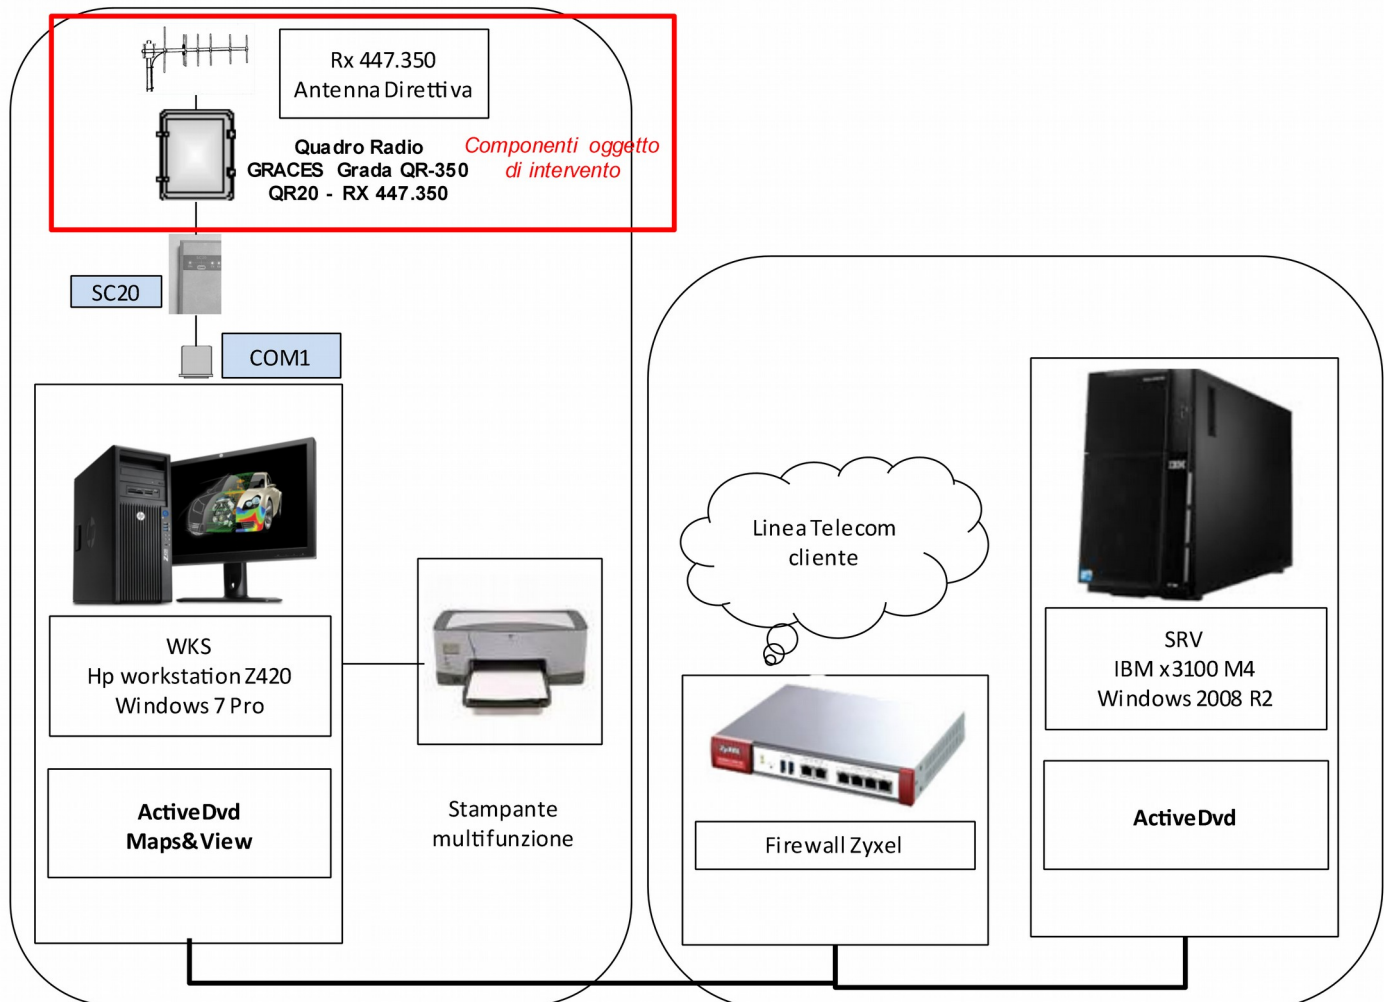 Rx 447.350
Antenna Direttiva
Quadro Radio
GRACES Grada QR-350
QR20 - RX 447.350
Componenti oggetto
di intervento
SC20
COM1
WKS
Hp workstation Z420
Windows 7 Pro
ActiveDvd
Maps&View
Stampante
multifunzione
Linea Telecom
cliente
ZyXEL
Firewall Zyxel
IBM
SRV
IBM x3100 M4
Windows 2008 R2
ActiveDvd